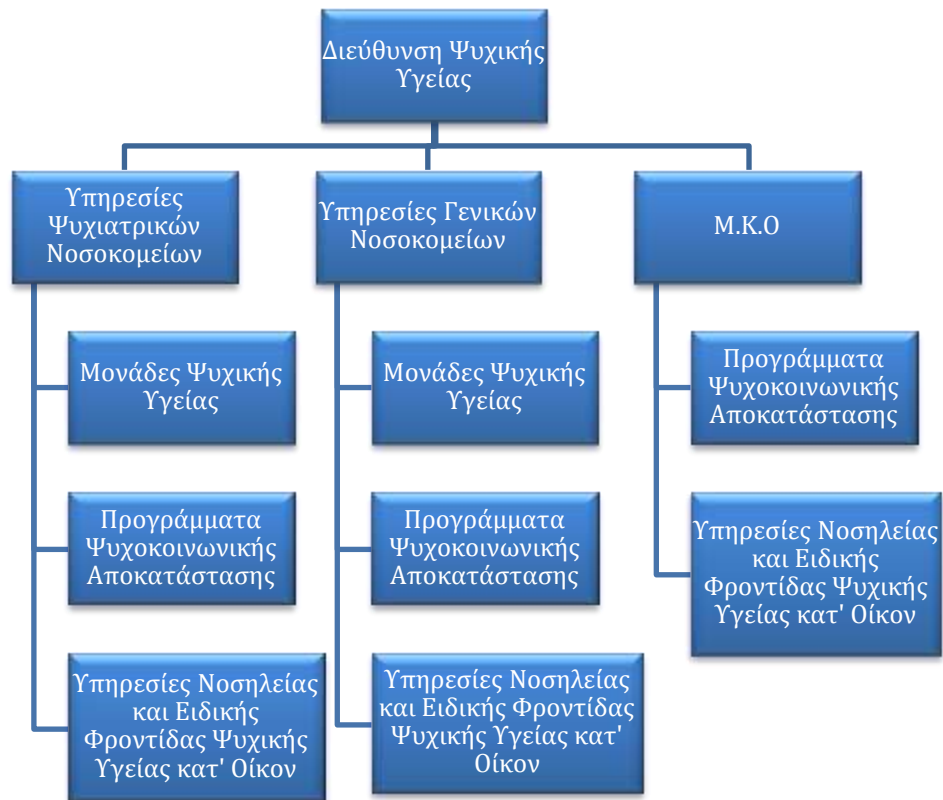 Διεύθυνση Ψυχικής
Υγείας
Υπηρεσίες
Ψυχιατρικών
Νοσοκομείων
Υπηρεσίες Γενικών
Νοσοκομείων
Μ.Κ.Ο
Μονάδες Ψυχικής
Υγείας
Μονάδες Ψυχικής
Υγείας
Προγράμματα
Ψυχοκοινωνικής
Αποκατάστασης
Προγράμματα
Ψυχοκοινωνικής
Αποκατάστασης
Προγράμματα
Ψυχοκοινωνικής
Αποκατάστασης
Υπηρεσίες Νοσηλείας
και Ειδικής
Φροντίδας Ψυχικής
Υγείας κατ' Οίκον
Υπηρεσίες Νοσηλείας
και Ειδικής
Φροντίδας Ψυχικής
Υγείας κατ' Οίκον
Υπηρεσίες Νοσηλείας
και Ειδικής Φροντίδας
Ψυχικής Υγείας κατ'
Οίκον